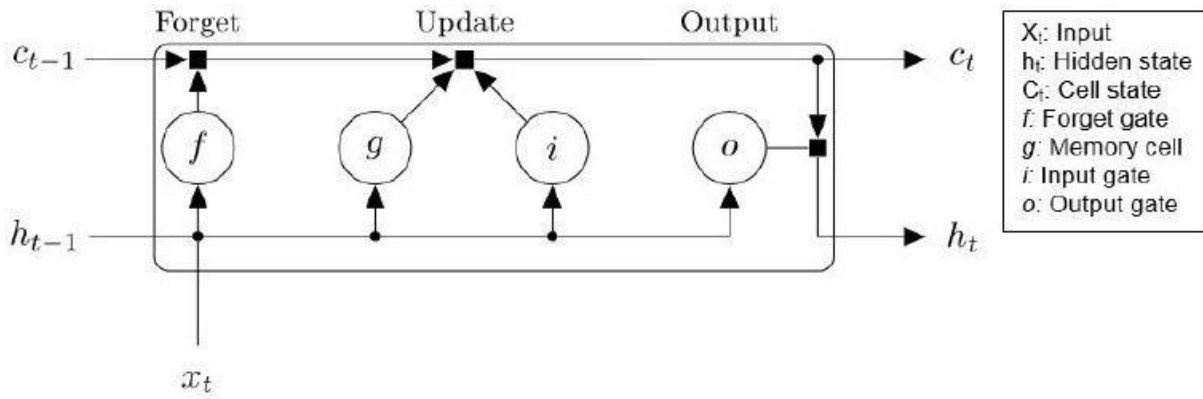 Forget Update Output
c_{t-1}
c_t
f g i o
h_{t-1}
h_t
x_t
X_t: Input
h_t: Hidden state
C_t: Cell state
f: Forget gate
g: Memory cell
i: Input gate
o: Output gate